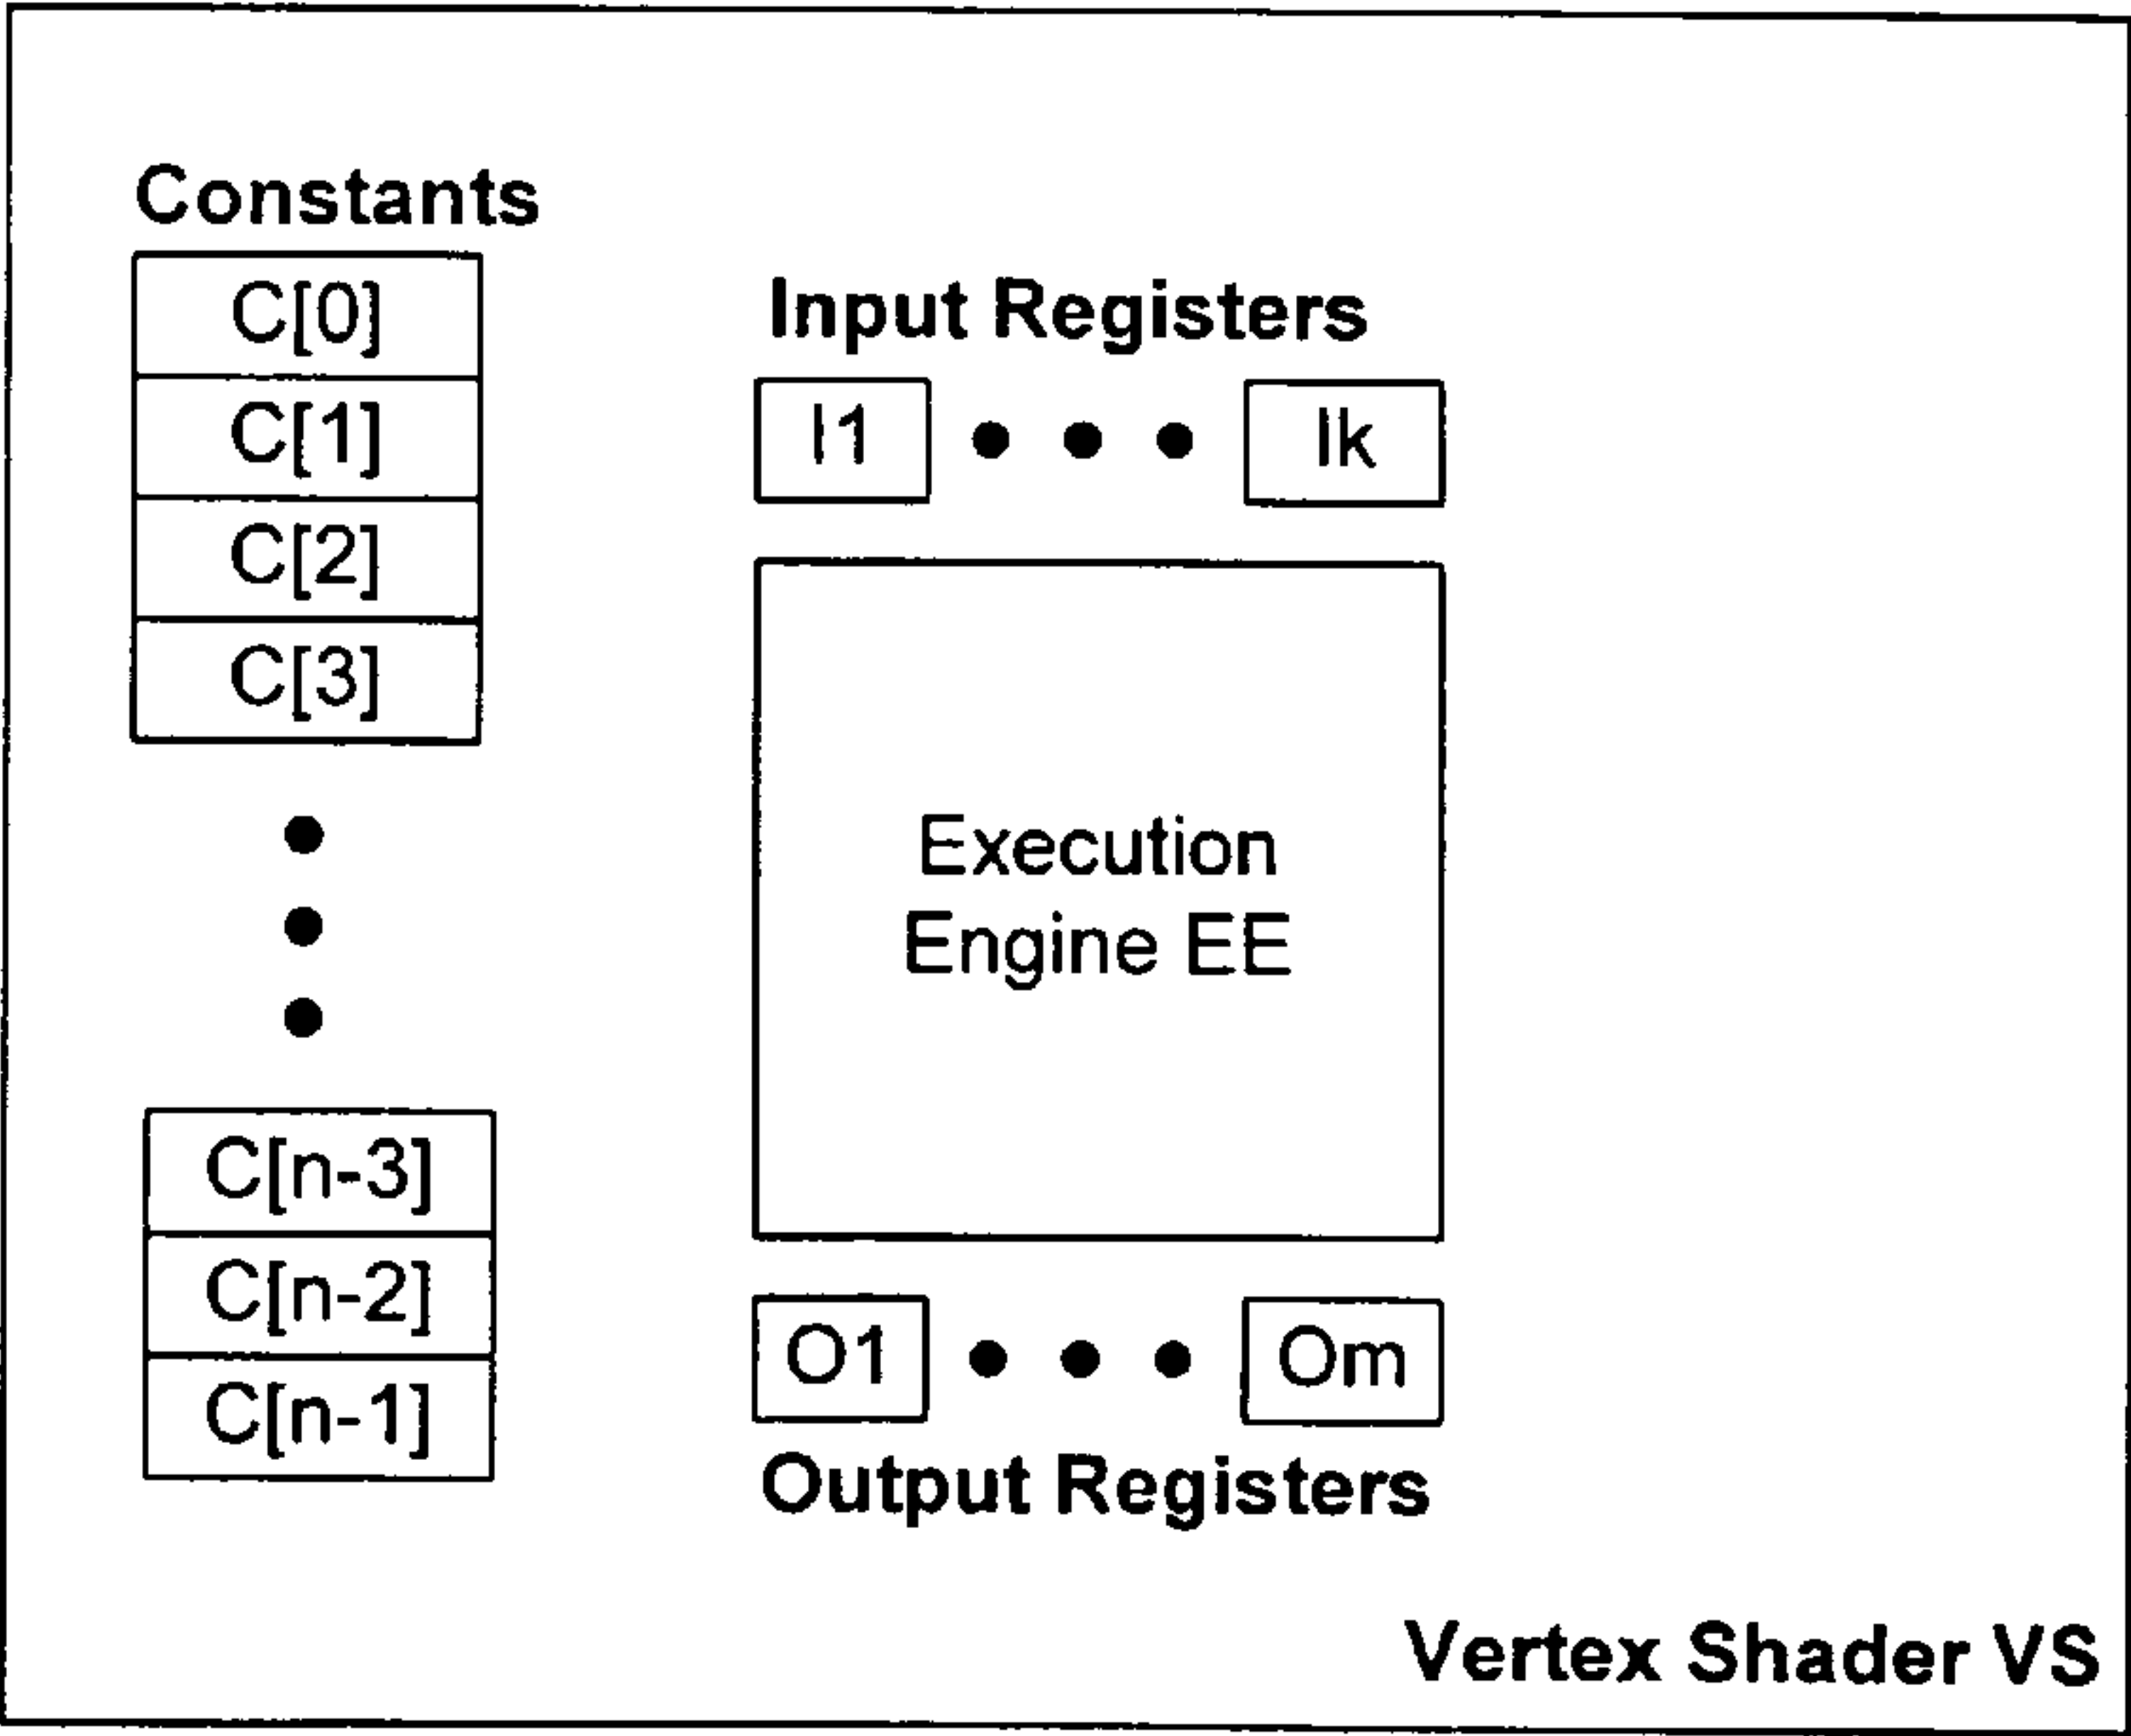 Constants
C[0]
C[1]
C[2]
C[3]
C[n-3]
C[n-2]
C[n-1]
Input Registers
I1 • • • Ik
Execution
Engine EE
O1 • • • Om
Output Registers
Vertex Shader VS